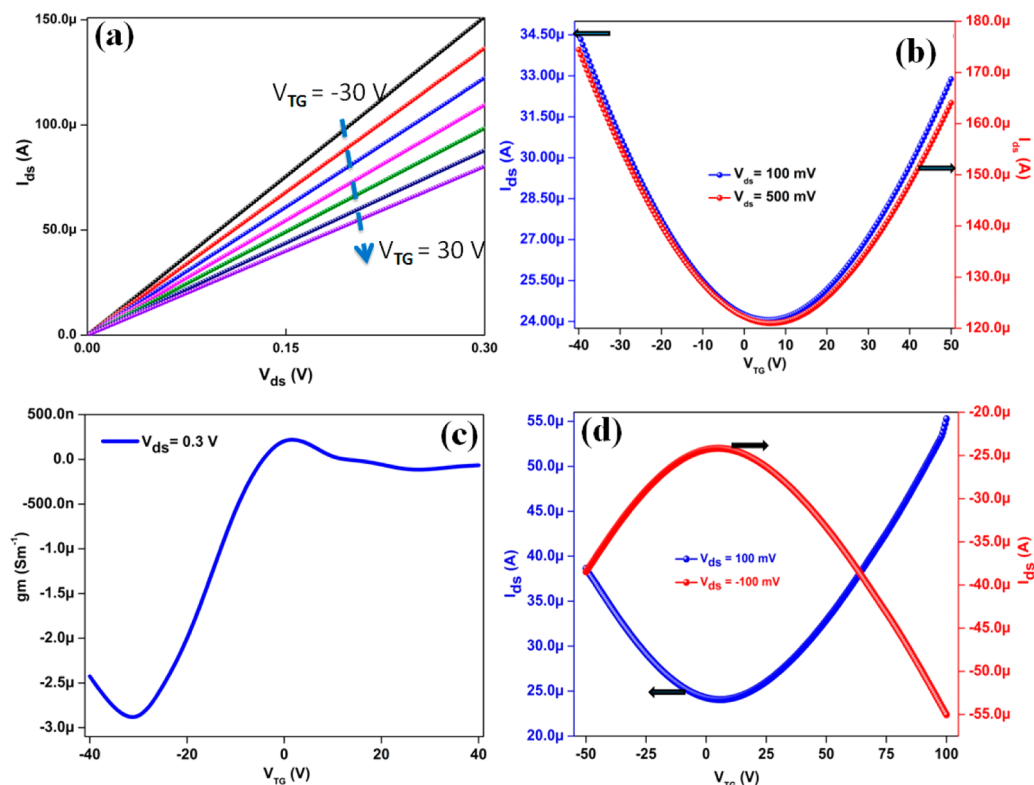 (a)
150.0µ
100.0µ
50.0µ
0.0
I_ds (A)
V_TG = -30 V
V_TG = 30 V
0.00
0.15
0.30
V_ds (V)
(b)
34.50µ
33.00µ
31.50µ
30.00µ
28.50µ
27.00µ
25.50µ
24.00µ
I_ds (A)
V_ds = 100 mV
V_ds = 500 mV
180.0µ
170.0µ
160.0µ
150.0µ
140.0µ
130.0µ
120.0µ
I_ds (A)
-40
-30
-20
-10
0
10
20
30
40
50
V_TG (V)
(c)
500.0n
0.0
-500.0n
-1.0µ
-1.5µ
-2.0µ
-2.5µ
-3.0µ
gm (Sm⁻¹)
V_ds= 0.3 V
-40
-20
0
20
40
V_TG (V)
(d)
55.0µ
50.0µ
45.0µ
40.0µ
35.0µ
30.0µ
25.0µ
20.0µ
I_ds (A)
V_ds = 100 mV
V_ds = -100 mV
-20.0µ
-25.0µ
-30.0µ
-35.0µ
-40.0µ
-45.0µ
-50.0µ
-55.0µ
I_ds (A)
-50
-25
0
25
50
75
100
V_TG (V)